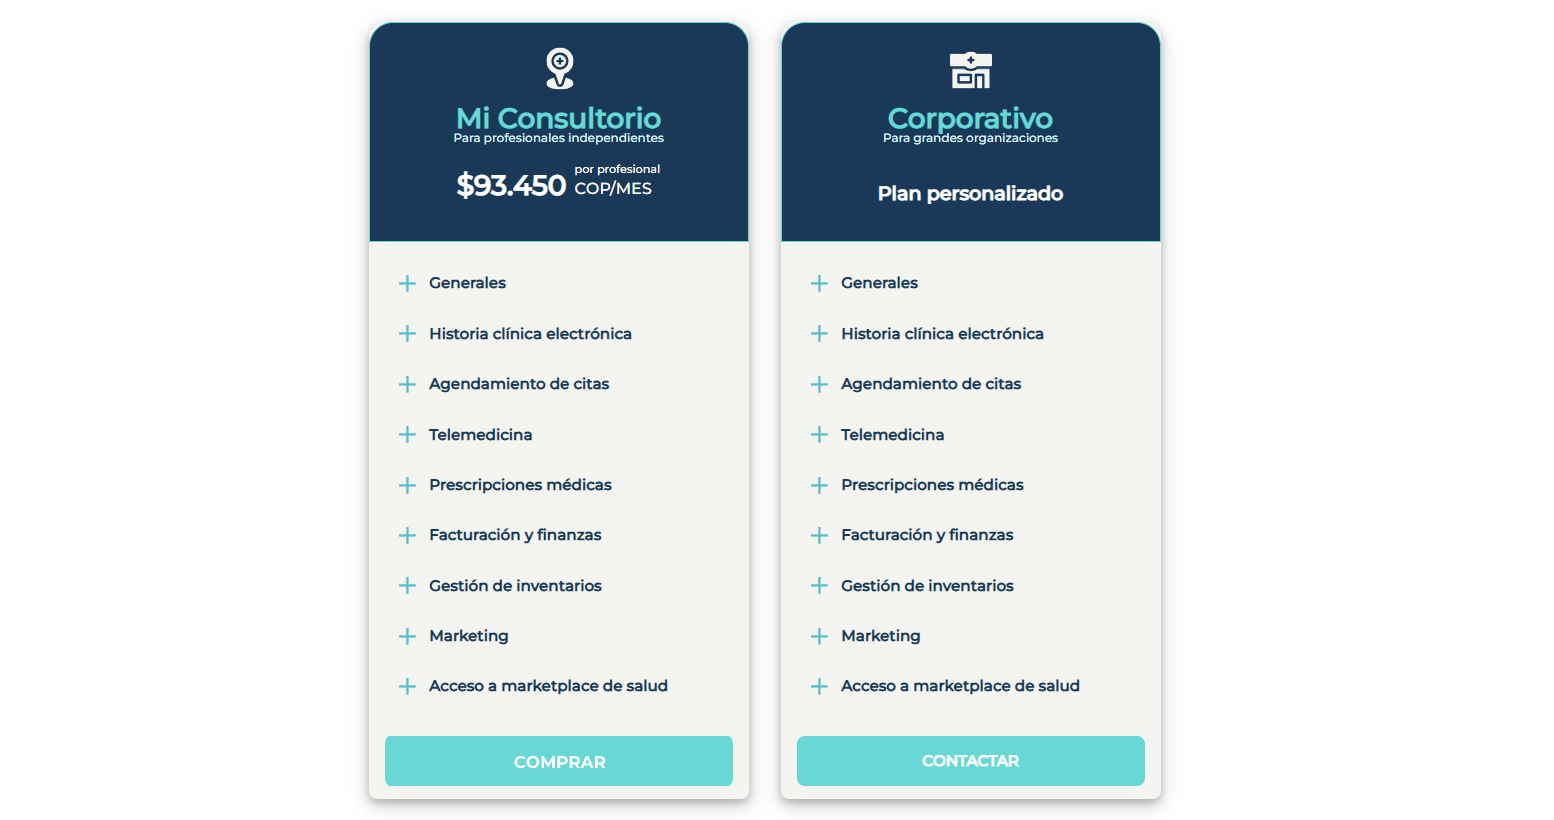 Mi Consultorio
Para profesionales independientes
$93.450 por profesional
COP/MES
Generales
Historia clínica electrónica
Agendamiento de citas
Telemedicina
Prescripciones médicas
Facturación y finanzas
Gestión de inventarios
Marketing
Acceso a marketplace de salud
COMPRAR
Corporativo
Para grandes organizaciones
Plan personalizado
Generales
Historia clínica electrónica
Agendamiento de citas
Telemedicina
Prescripciones médicas
Facturación y finanzas
Gestión de inventarios
Marketing
Acceso a marketplace de salud
CONTACTAR